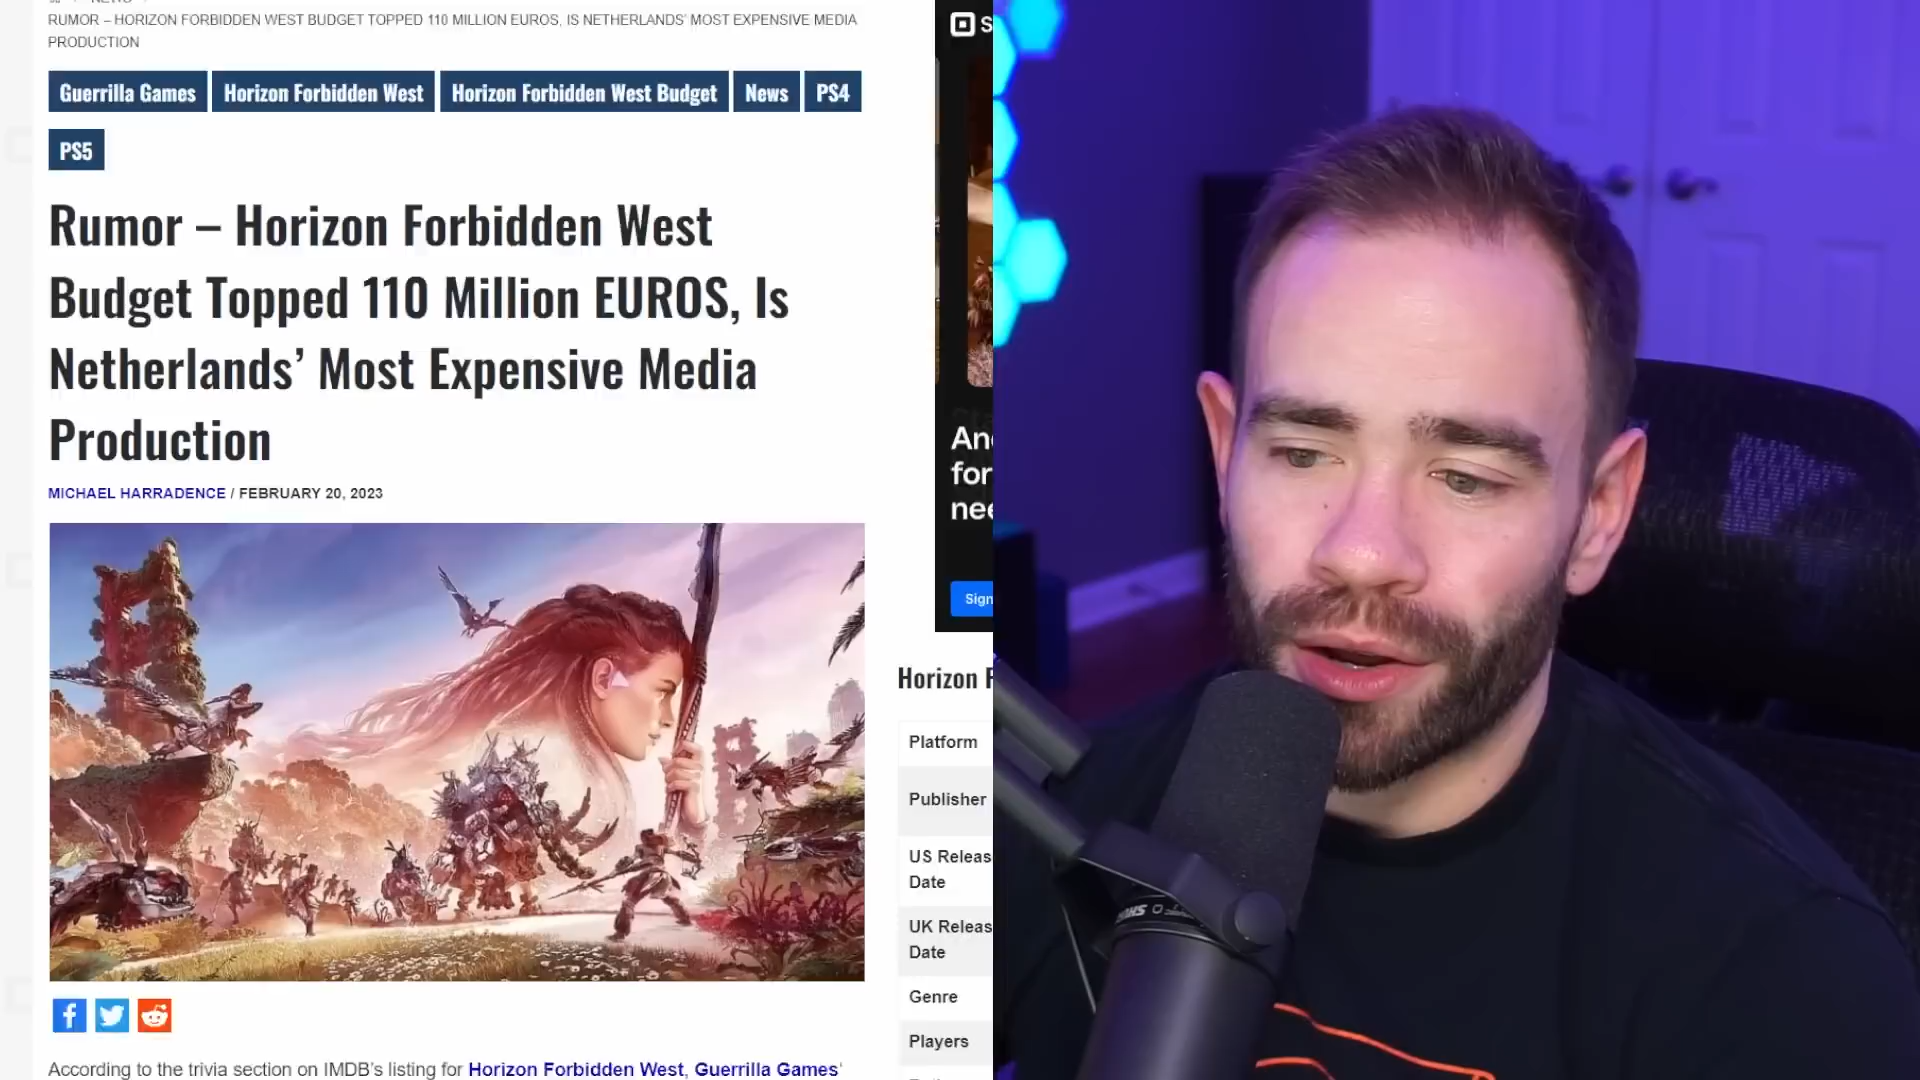 RUMOR – HORIZON FORBIDDEN WEST BUDGET TOPPED 110 MILLION EUROS, IS NETHERLANDS' MOST EXPENSIVE MEDIA
PRODUCTION
Guerrilla Games
Horizon Forbidden West
Horizon Forbidden West Budget
News
PS4
PS5
Rumor – Horizon Forbidden West
Budget Topped 110 Million EUROS, Is
Netherlands’ Most Expensive Media
Production
MICHAEL HARRADENCE / FEBRUARY 20, 2023
According to the trivia section on IMDB's listing for Horizon Forbidden West, Guerrilla Games‘
for
Sign
Horizon
Platform
Publisher
US Releas
Date
UK Releas
Date
Genre
Players